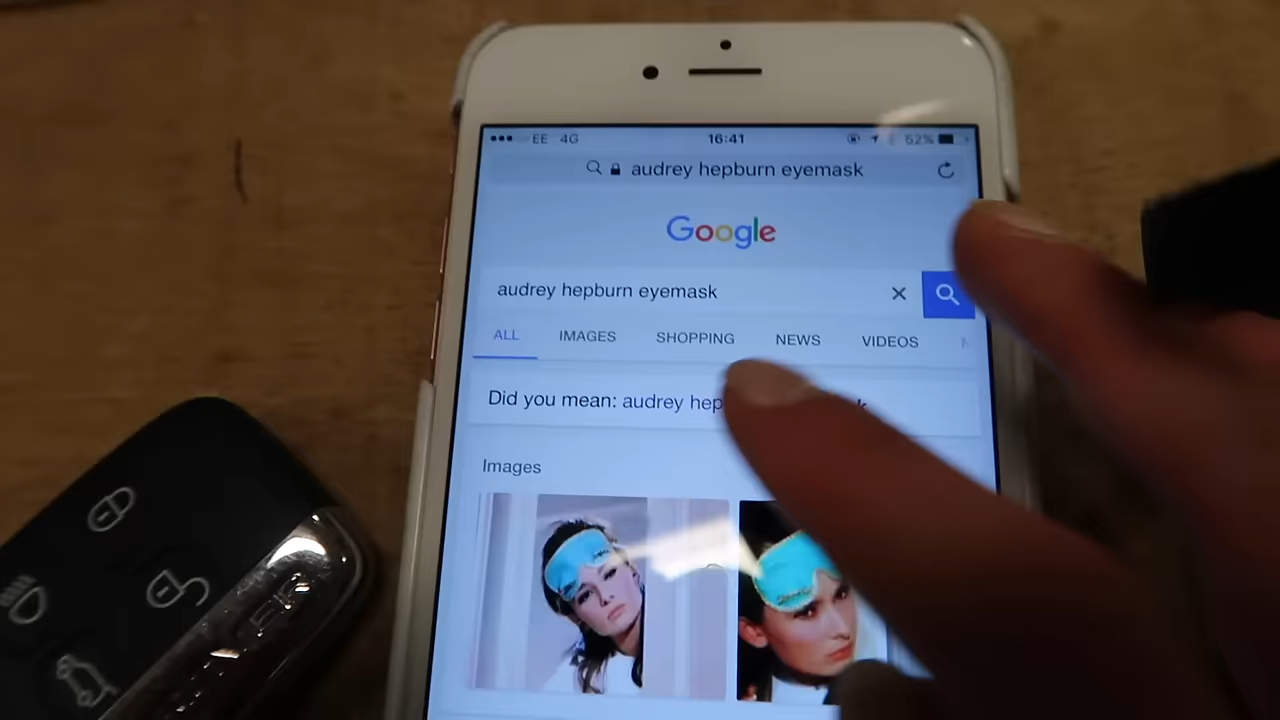 EE 4G 16:41 52%
audrey hepburn eyemask
Google
audrey hepburn eyemask
ALL IMAGES SHOPPING NEWS VIDEOS
Did you mean: audrey hep
Images